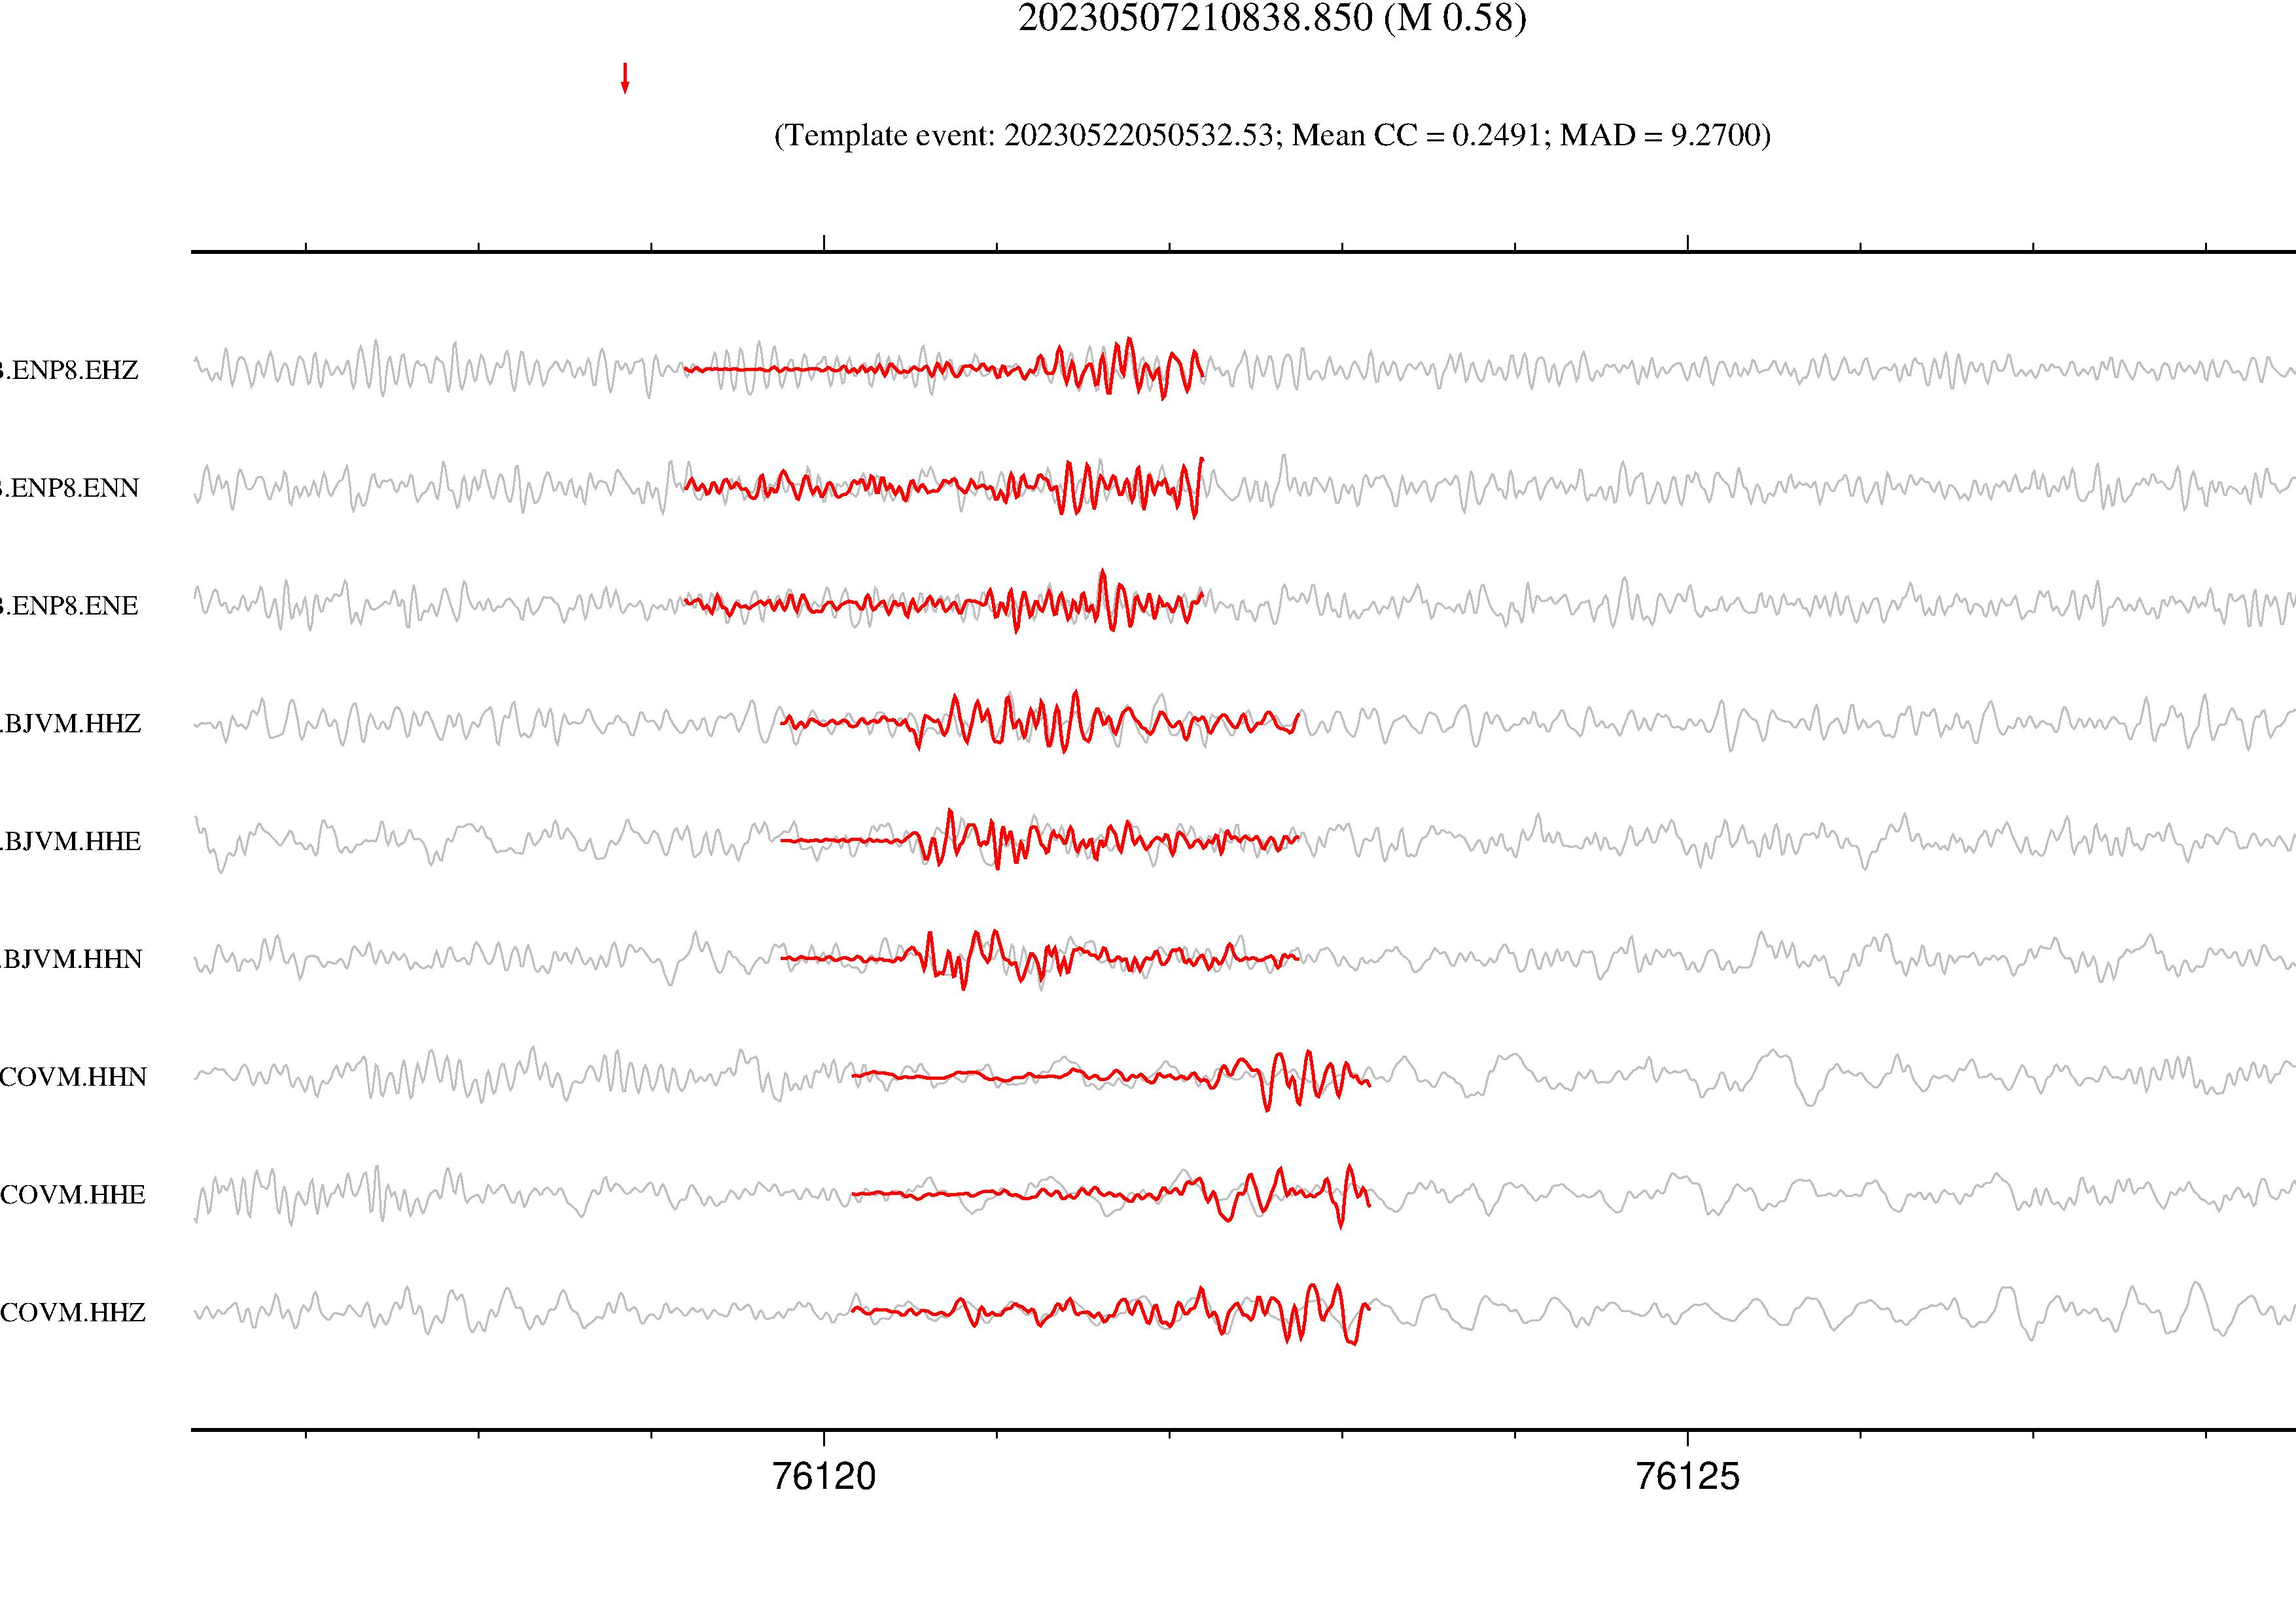 20230507210838.850 (M 0.58)
(Template event: 20230522050532.53; Mean CC = 0.2491; MAD = 9.2700)
.ENP8.EHZ
.ENP8.ENN
.ENP8.ENE
.BJVM.HHZ
.BJVM.HHE
.BJVM.HHN
COVM.HHN
COVM.HHE
COVM.HHZ
76120 76125